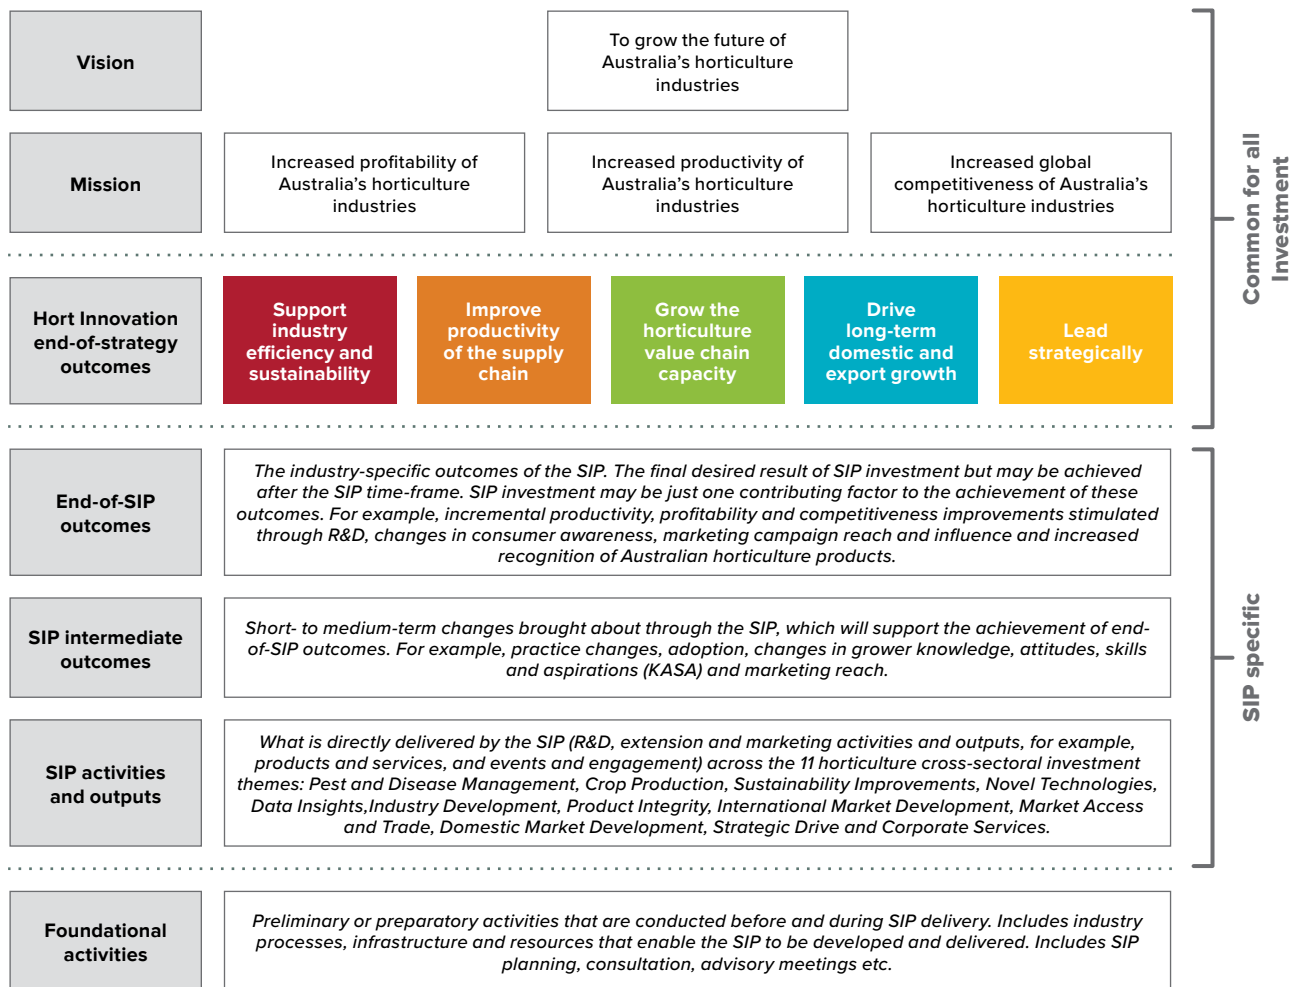 Vision
To grow the future of
Australia’s horticulture
industries
Mission
Increased profitability of
Australia’s horticulture
industries
Increased productivity of
Australia’s horticulture
industries
Increased global
competitiveness of Australia’s
horticulture industries
Common for all
Investment
Hort Innovation
end-of-strategy
outcomes
Support
industry
efficiency and
sustainability
Improve
productivity
of the supply
chain
Grow the
horticulture
value chain
capacity
Drive
long-term
domestic and
export growth
Lead
strategically
End-of-SIP
outcomes
The industry-specific outcomes of the SIP. The final desired result of SIP investment but may be achieved
after the SIP time-frame. SIP investment may be just one contributing factor to the achievement of these
outcomes. For example, incremental productivity, profitability and competitiveness improvements stimulated
through R&D, changes in consumer awareness, marketing campaign reach and influence and increased
recognition of Australian horticulture products.
SIP intermediate
outcomes
Short- to medium-term changes brought about through the SIP, which will support the achievement of end-
of-SIP outcomes. For example, practice changes, adoption, changes in grower knowledge, attitudes, skills
and aspirations (KASA) and marketing reach.
SIP specific
SIP activities
and outputs
What is directly delivered by the SIP (R&D, extension and marketing activities and outputs, for example,
products and services, and events and engagement) across the 11 horticulture cross-sectoral investment
themes: Pest and Disease Management, Crop Production, Sustainability Improvements, Novel Technologies,
Data Insights,Industry Development, Product Integrity, International Market Development, Market Access
and Trade, Domestic Market Development, Strategic Drive and Corporate Services.
Foundational
activities
Preliminary or preparatory activities that are conducted before and during SIP delivery. Includes industry
processes, infrastructure and resources that enable the SIP to be developed and delivered. Includes SIP
planning, consultation, advisory meetings etc.